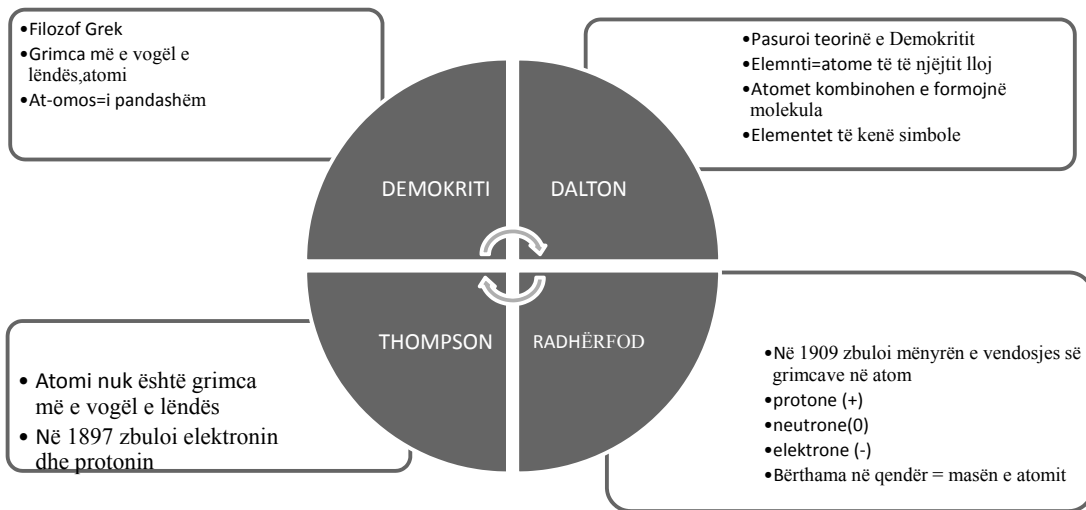 •Filozof Grek
•Grimca më e vogël e
lëndës,atomi
•At-omos=i pandashëm
•Pasuroi teorinë e Demokritit
•Elemnti=atome të të njëjtit lloj
•Atomet kombinohen e formojnë
molekula
•Elementet të kenë simbole
DEMOKRITI
DALTON
THOMPSON
RADHËRFOD
• Atomi nuk është grimca
më e vogël e lëndës
• Në 1897 zbuloi elektronin
dhe protonin
•Në 1909 zbuloi mënyrën e vendosjes së
grimcave në atom
•protone (+)
•neutrone(0)
•elektrone (-)
•Bërthama në qendër = masën e atomit